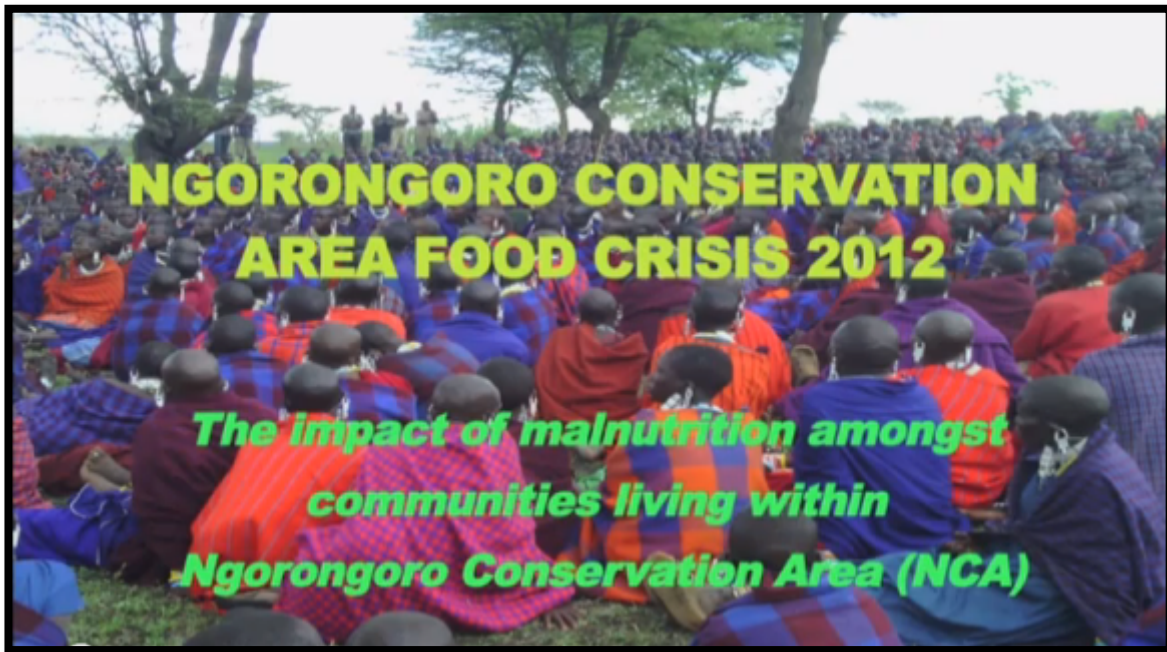 NGORONGORO CONSERVATION
AREA FOOD CRISIS 2012
The impact of malnutrition amongst
communities living within
Ngorongoro Conservation Area (NCA)